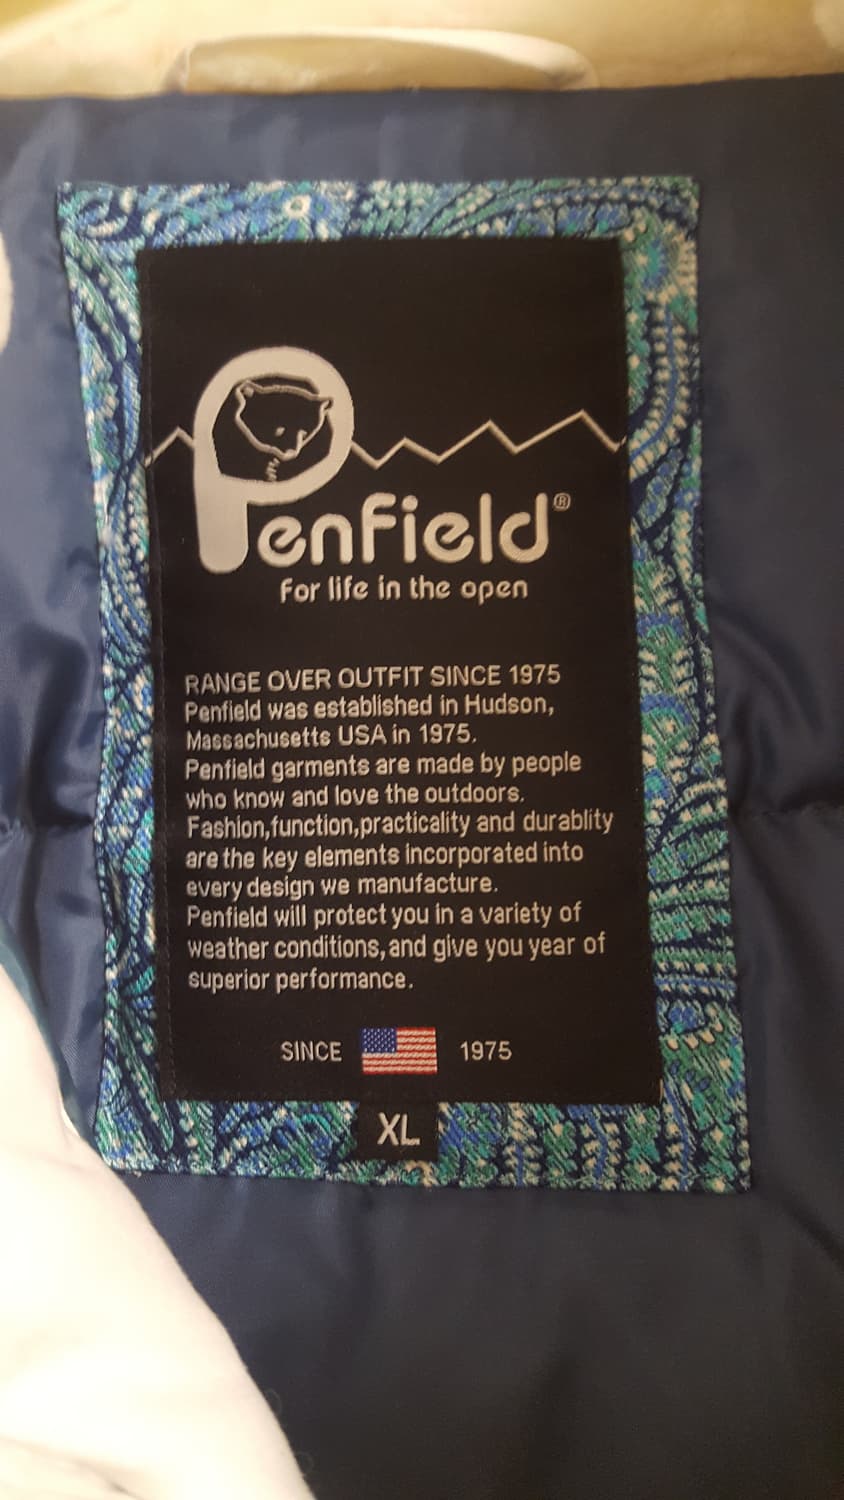 Penfield®
For life in the open
RANGE OVER OUTFIT SINCE 1975
Penfield was established in Hudson,
Massachusetts USA in 1975.
Penfield garments are made by people
who know and love the outdoors.
Fashion,function,practicality and durablity
are the key elements incorporated into
every design we manufacture.
Penfield will protect you in a variety of
weather conditions,and give you year of
superior performance.
SINCE 1975
XL